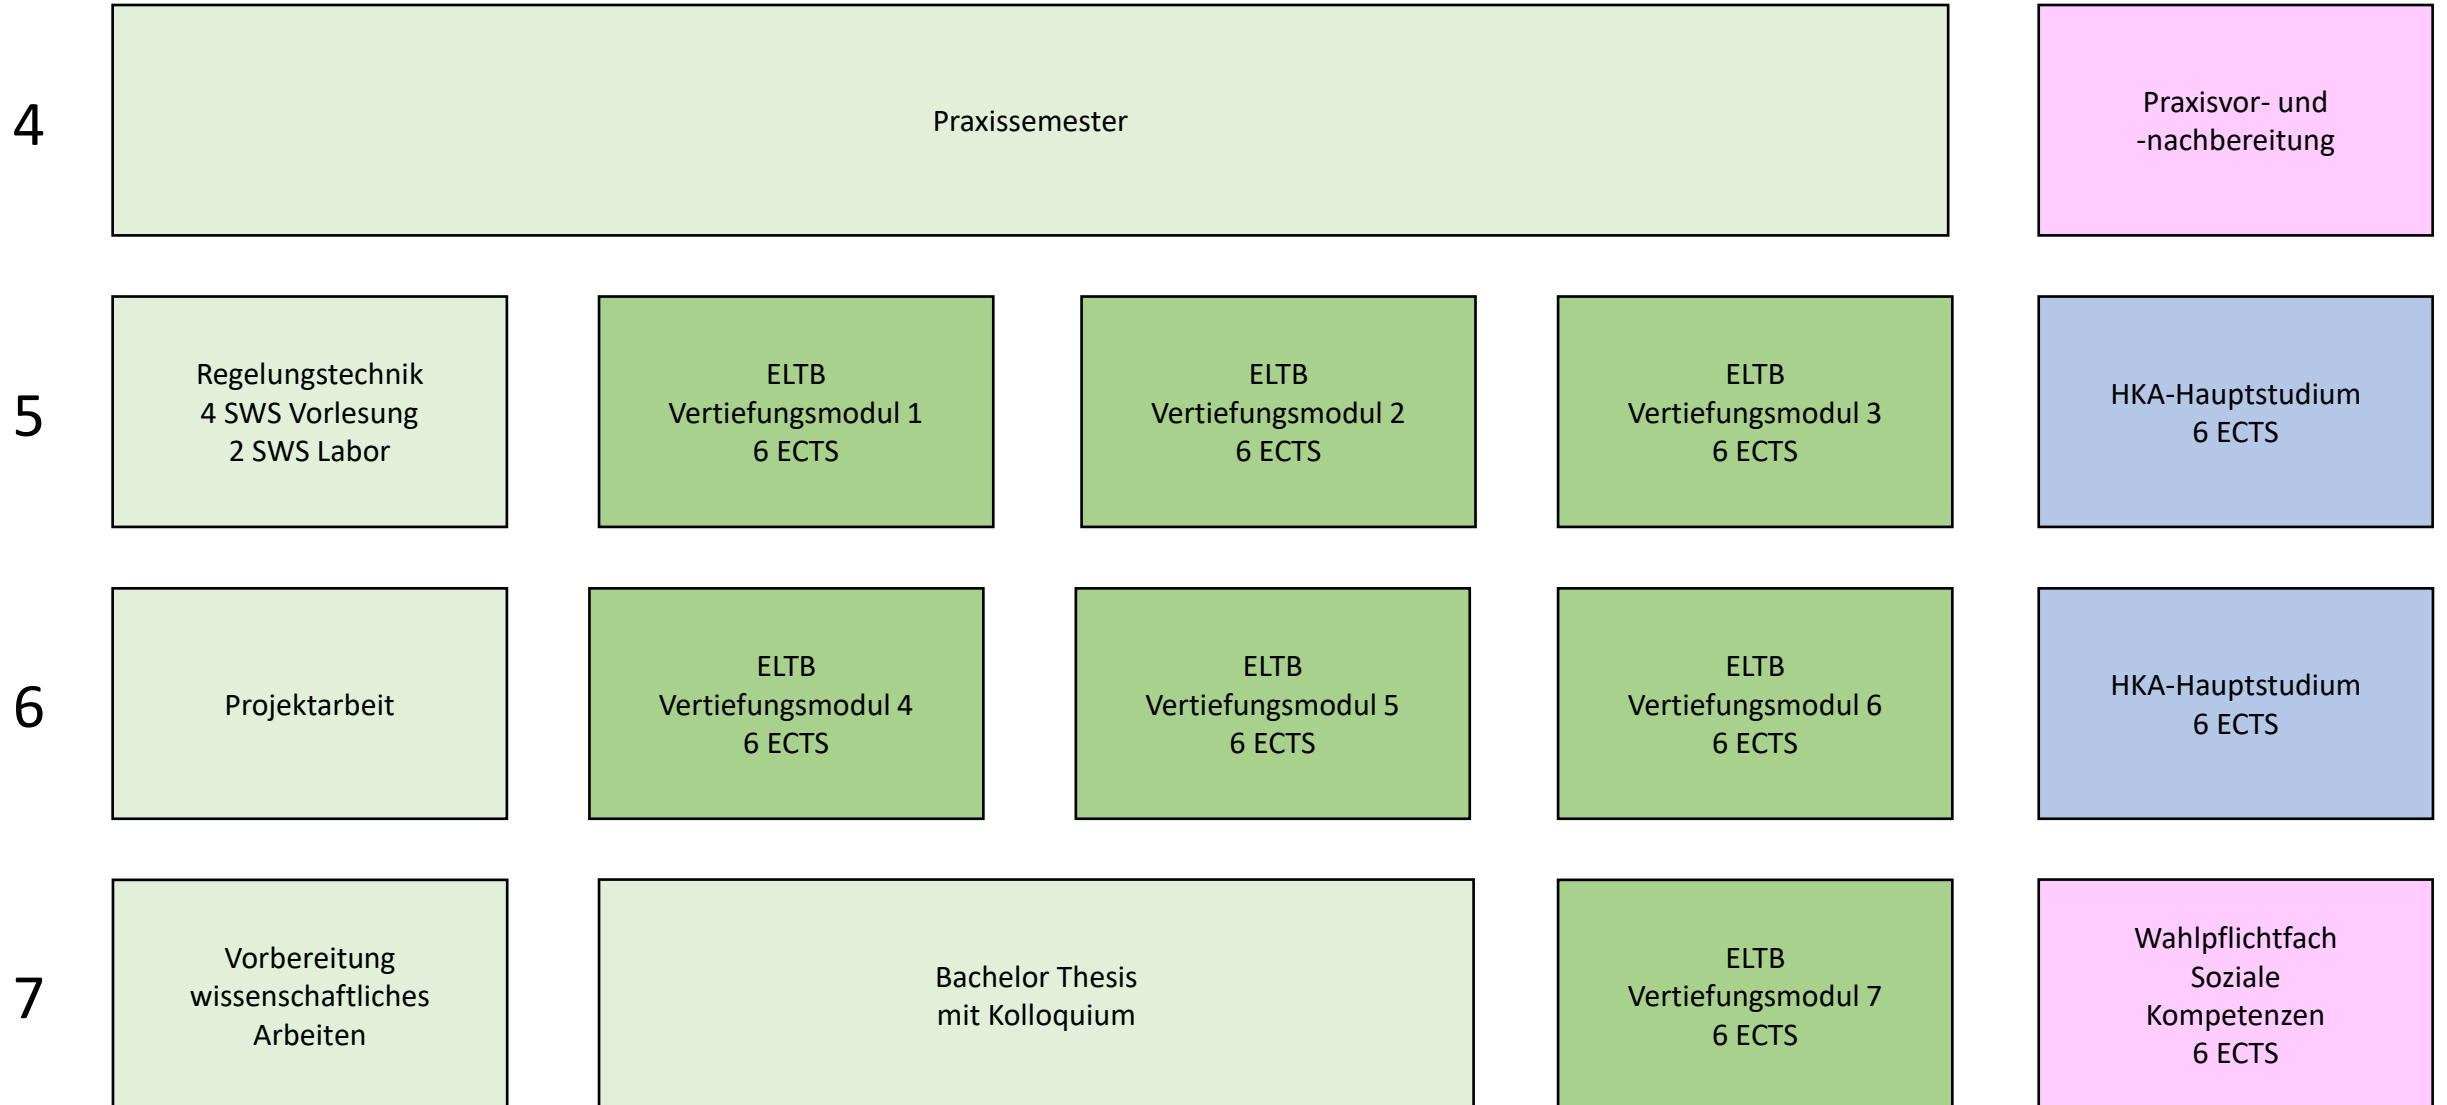 4
Praxissemester
Praxisvor- und
-nachbereitung
5
Regelungstechnik
4 SWS Vorlesung
2 SWS Labor
ELTB
Vertiefungsmodul 1
6 ECTS
ELTB
Vertiefungsmodul 2
6 ECTS
ELTB
Vertiefungsmodul 3
6 ECTS
HKA-Hauptstudium
6 ECTS
6
Projektarbeit
ELTB
Vertiefungsmodul 4
6 ECTS
ELTB
Vertiefungsmodul 5
6 ECTS
ELTB
Vertiefungsmodul 6
6 ECTS
HKA-Hauptstudium
6 ECTS
7
Vorbereitung
wissenschaftliches
Arbeiten
Bachelor Thesis
mit Kolloquium
ELTB
Vertiefungsmodul 7
6 ECTS
Wahlpflichtfach
Soziale
Kompetenzen
6 ECTS